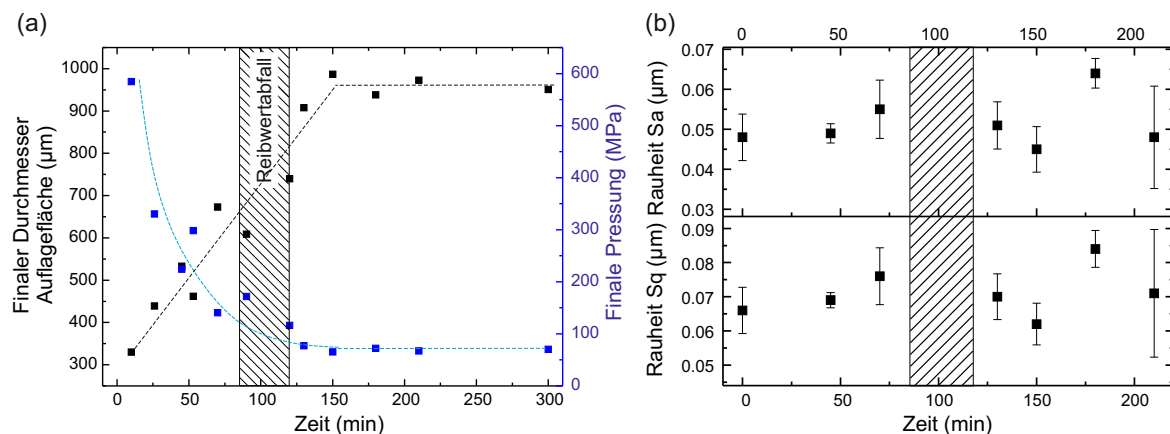 (a)
Finaler Durchmesser
Auflagefläche (µm)
1000
900
800
700
600
500
400
300
Reibwertabfall
600
500
400
300
200
100
0
Finale Pressung (MPa)
0 50 100 150 200 250 300
Zeit (min)
(b)
0 50 100 150 200
Rauheit Sa (µm)
0.07
0.06
0.05
0.04
0.03
Rauheit Sq (µm)
0.09
0.08
0.07
0.06
0.05
0 50 100 150 200
Zeit (min)